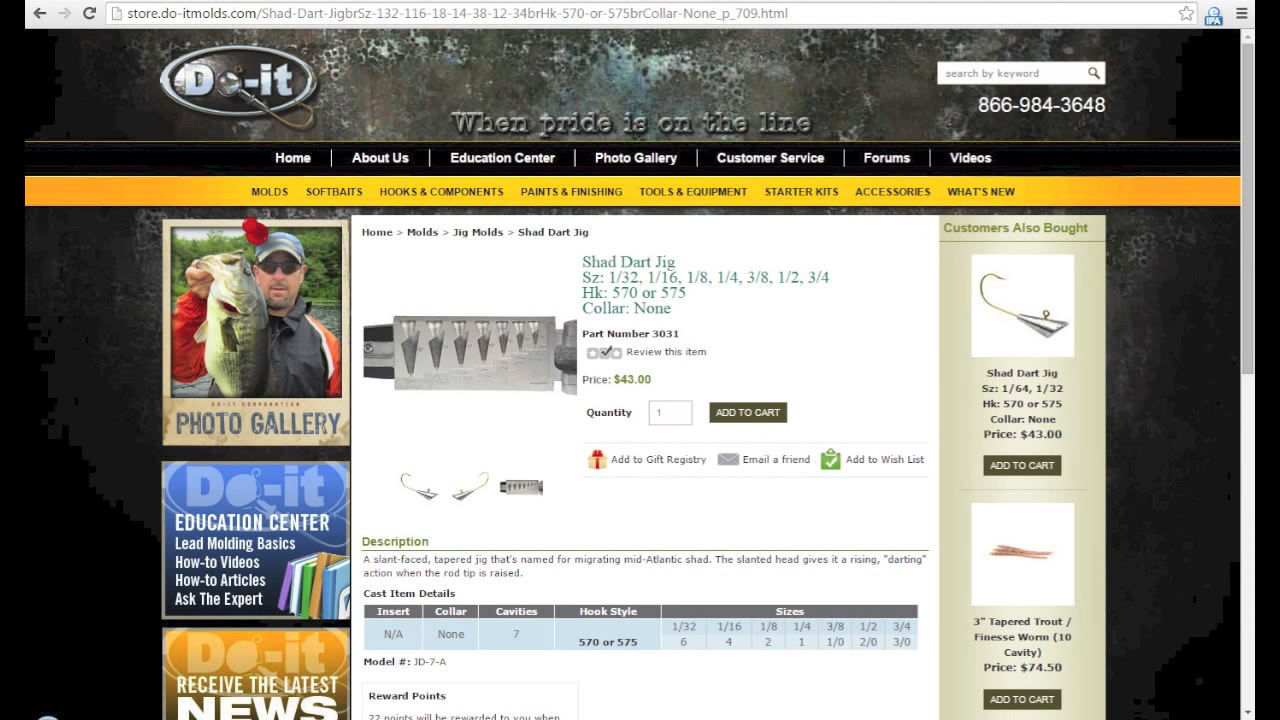 store.do-itmolds.com/Shad-Dart-JigbrSz-132-116-18-14-38-12-34brHk-570-or-575brCollar-None_p_709.html
IPA
Do-it
search by keyword
866-984-3648
When pride is on the line
Home About Us Education Center Photo Gallery Customer Service Forums Videos
MOLDS SOFTBAITS HOOKS & COMPONENTS PAINTS & FINISHING TOOLS & EQUIPMENT STARTER KITS ACCESSORIES WHAT'S NEW
DO-IT CORPORATION
PHOTO GALLERY
Do-it
EDUCATION CENTER
Lead Molding Basics
How-to Videos
How-to Articles
Ask The Expert
Do-it
RECEIVE THE LATEST
NEWS
Home > Molds > Jig Molds > Shad Dart Jig
Shad Dart Jig
Sz: 1/32, 1/16, 1/8, 1/4, 3/8, 1/2, 3/4
Hk: 570 or 575
Collar: None
Part Number 3031
Review this item
Price: $43.00
Quantity 1 ADD TO CART
Add to Gift Registry Email a friend Add to Wish List
Description
A slant-faced, tapered jig that's named for migrating mid-Atlantic shad. The slanted head gives it a rising, "darting"
action when the rod tip is raised.
Cast Item Details
Insert Collar Cavities Hook Style Sizes
N/A None 7 570 or 575
1/32 1/16 1/8 1/4 3/8 1/2 3/4
6 4 2 1 1/0 2/0 3/0
Model #: JD-7-A
Reward Points
22 points will be rewarded to you when
Customers Also Bought
Shad Dart Jig
Sz: 1/64, 1/32
Hk: 570 or 575
Collar: None
Price: $43.00
ADD TO CART
3" Tapered Trout /
Finesse Worm (10
Cavity)
Price: $74.50
ADD TO CART